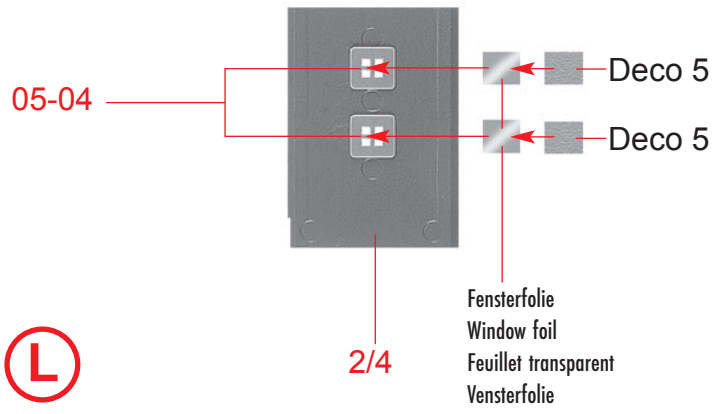 Deco 5
05-04
Deco 5
Fensterfolie
Window foil
Feuillet transparent
Vensterfolie
2/4
L